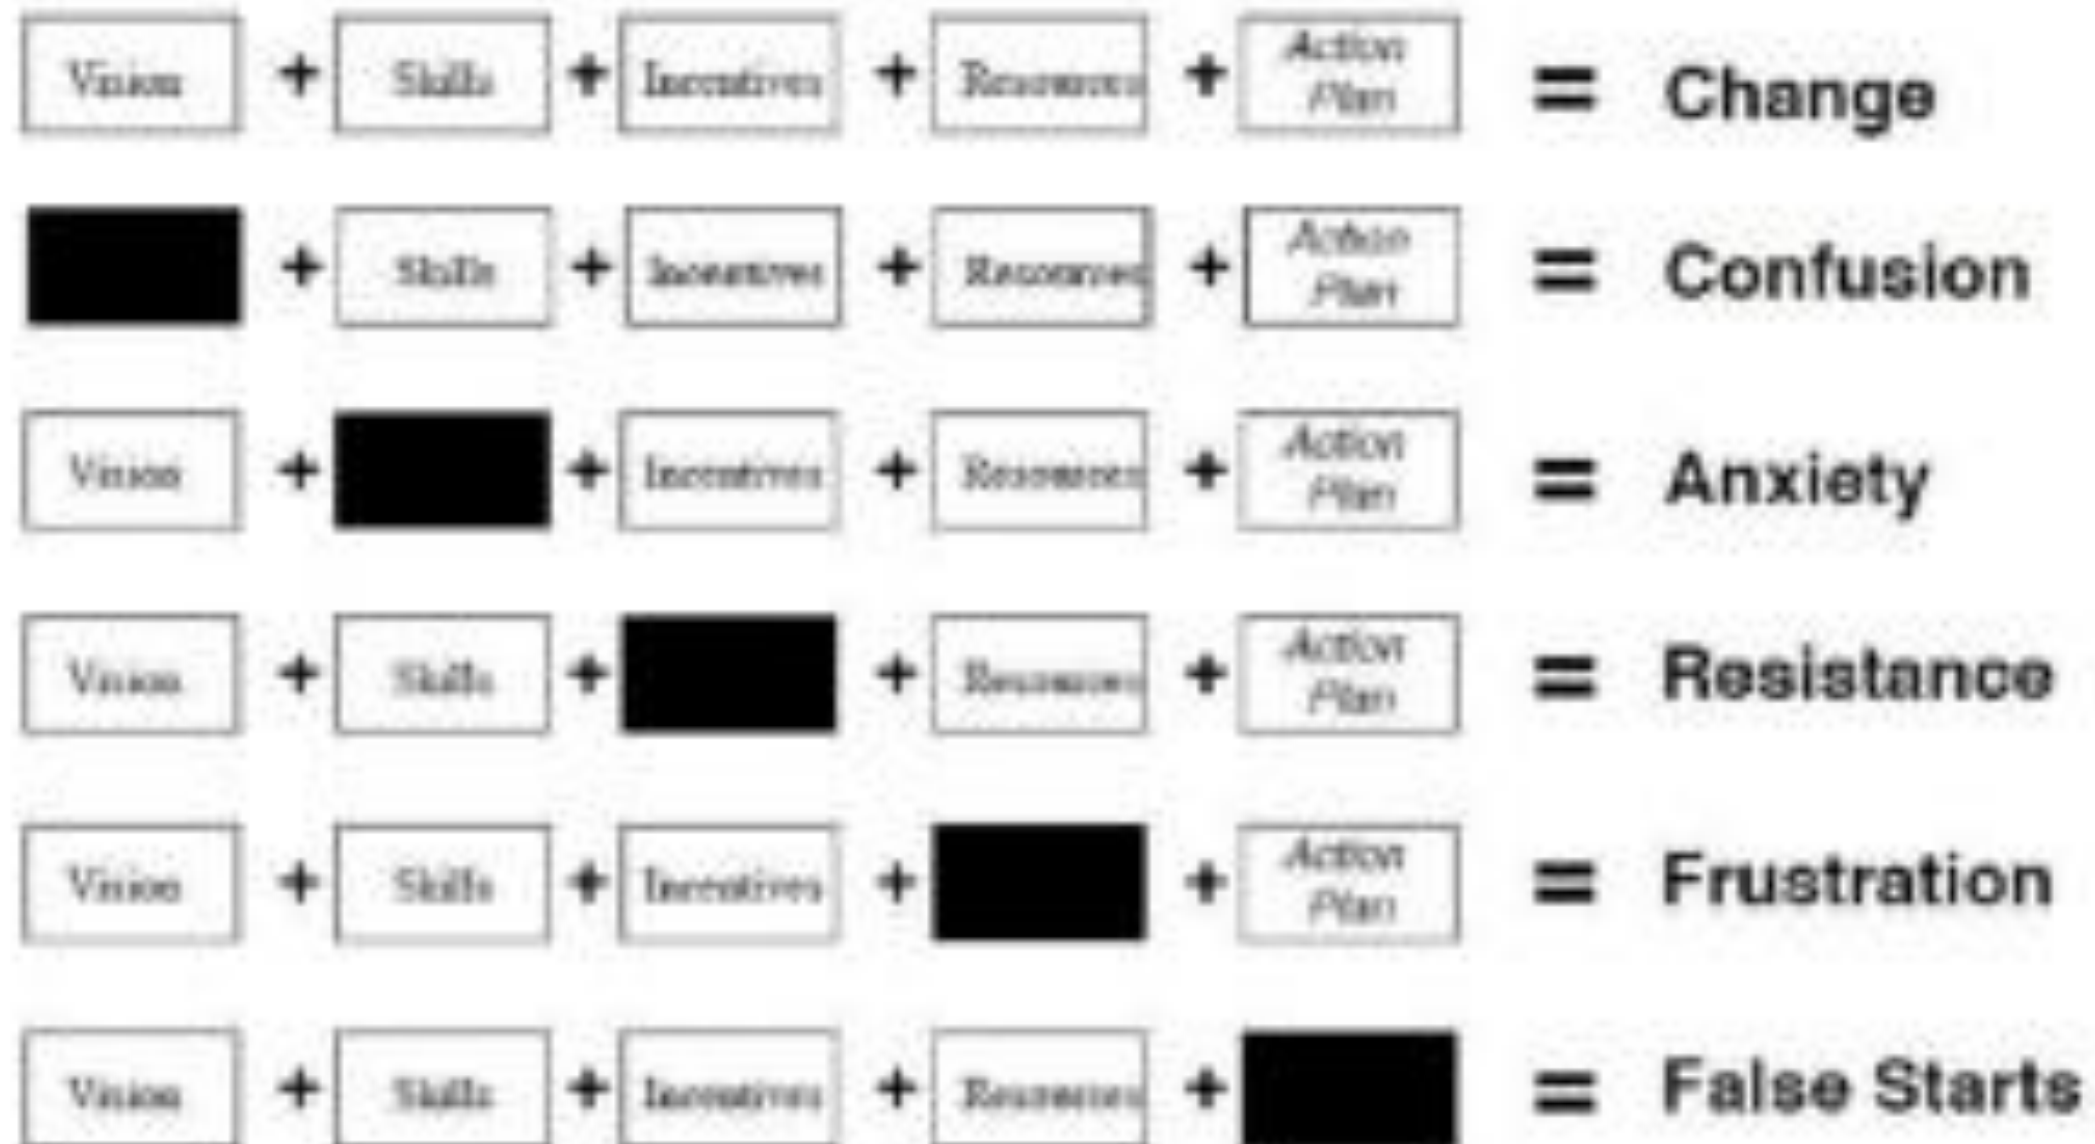 Vision + Skills + Incentives + Resources + Action Plan = Change
+ Skills + Incentives + Resources + Action Plan = Confusion
Vision + + Incentives + Resources + Action Plan = Anxiety
Vision + Skills + + Resources + Action Plan = Resistance
Vision + Skills + Incentives + + Action Plan = Frustration
Vision + Skills + Incentives + Resources + = False Starts